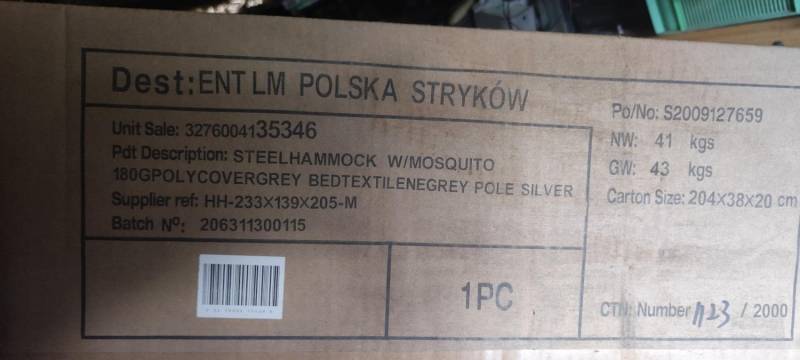 Dest:ENT LM POLSKA STRYKÓW
Unit Sale: 3276004135346
Pdt Description: STEELHAMMOCK W/MOSQUITO
180GPOLYCOVERGREY BEDTEXTILENEGREY POLE SILVER
Supplier ref: HH-233X139X205-M
Batch Nº: 206311300115
1PC
Po/No: S2009127659
NW: 41 kgs
GW: 43 kgs
Carton Size: 204X38X20 cm
CTN: Number 1123 / 2000